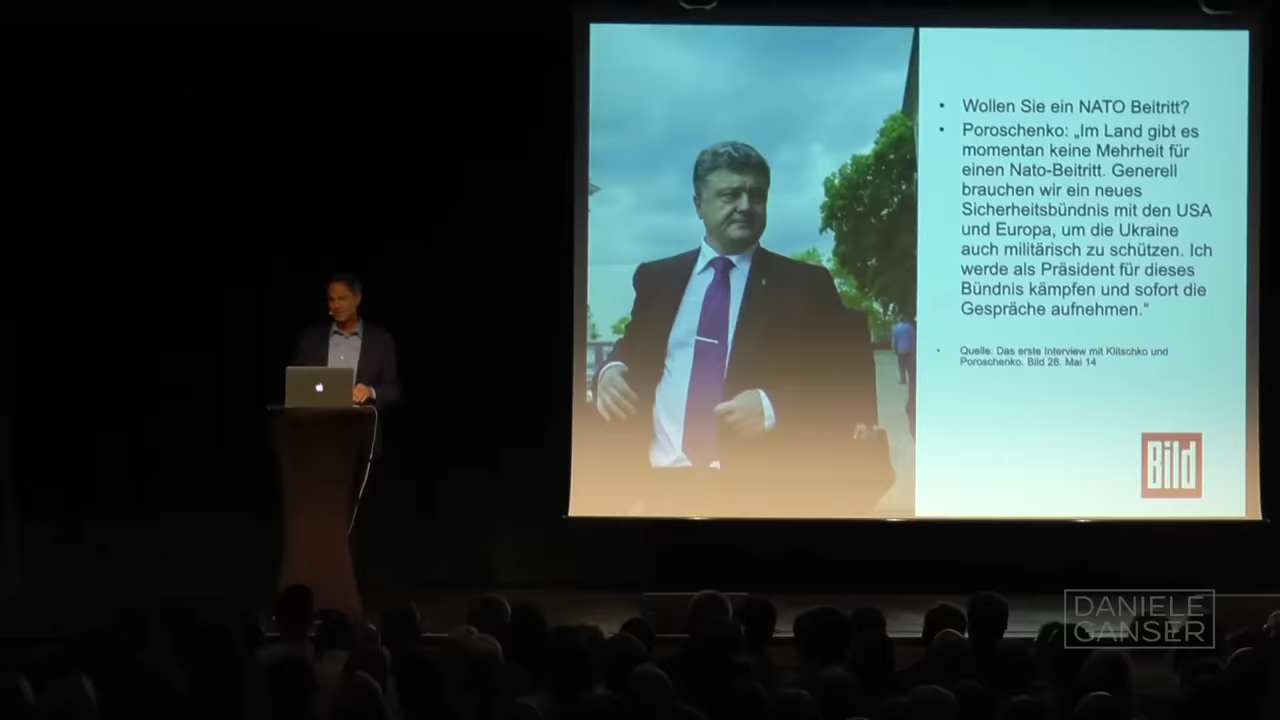 • Wollen Sie ein NATO Beitritt?
• Poroschenko: „Im Land gibt es
momentan keine Mehrheit für
einen Nato-Beitritt. Generell
brauchen wir ein neues
Sicherheitsbündnis mit den USA
und Europa, um die Ukraine
auch militärisch zu schützen. Ich
werde als Präsident für dieses
Bündnis kämpfen und sofort die
Gespräche aufnehmen.“
• Quelle: Das erste Interview mit Klitschko und
Poroschenko. Bild 28. Mai 14
Bild
DANIELE
GANSER